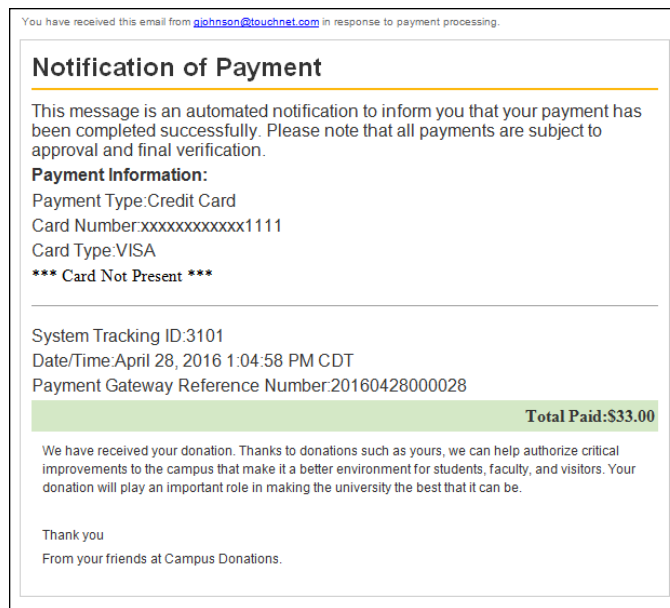 You have received this email from gjohnson@touchnet.com in response to payment processing.
Notification of Payment
This message is an automated notification to inform you that your payment has
been completed successfully. Please note that all payments are subject to
approval and final verification.
Payment Information:
Payment Type:Credit Card
Card Number:xxxxxxxxxxxx1111
Card Type:VISA
*** Card Not Present ***
System Tracking ID:3101
Date/Time:April 28, 2016 1:04:58 PM CDT
Payment Gateway Reference Number:20160428000028
Total Paid:$33.00
We have received your donation. Thanks to donations such as yours, we can help authorize critical
improvements to the campus that make it a better environment for students, faculty, and visitors. Your
donation will play an important role in making the university the best that it can be.
Thank you
From your friends at Campus Donations.